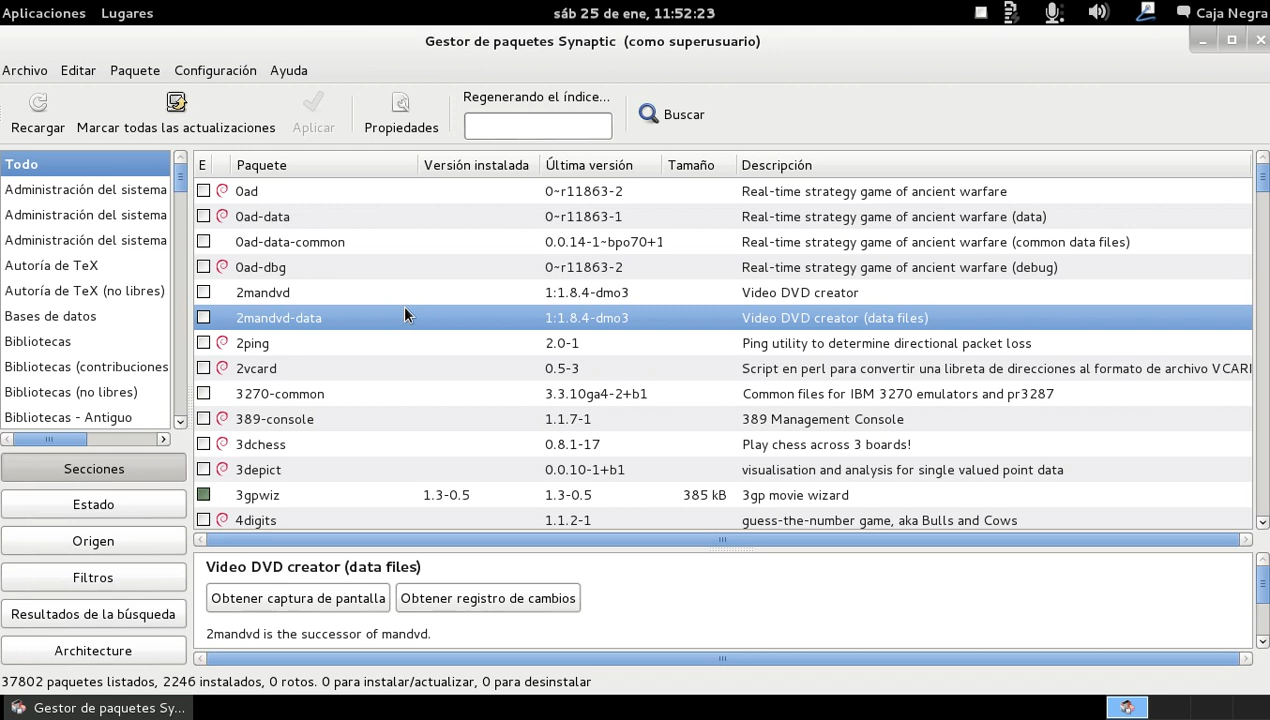 Aplicaciones Lugares sáb 25 de ene, 11:52:23 Caja Negra
Gestor de paquetes Synaptic (como superusuario)
Archivo Editar Paquete Configuración Ayuda
Recargar Marcar todas las actualizaciones Aplicar Propiedades Regenerando el índice... Buscar
Todo
Administración del sistema
Administración del sistema
Administración del sistema
Autoría de TeX
Autoría de TeX (no libres)
Bases de datos
Bibliotecas
Bibliotecas (contribuciones
Bibliotecas (no libres)
Bibliotecas - Antiguo
Secciones
Estado
Origen
Filtros
Resultados de la búsqueda
Architecture
E Paquete Versión instalada Última versión Tamaño Descripción
0ad 0~r11863-2 Real-time strategy game of ancient warfare
0ad-data 0~r11863-1 Real-time strategy game of ancient warfare (data)
0ad-data-common 0.0.14-1~bpo70+1 Real-time strategy game of ancient warfare (common data files)
0ad-dbg 0~r11863-2 Real-time strategy game of ancient warfare (debug)
2mandvd 1:1.8.4-dmo3 Video DVD creator
2mandvd-data 1:1.8.4-dmo3 Video DVD creator (data files)
2ping 2.0-1 Ping utility to determine directional packet loss
2vcard 0.5-3 Script en perl para convertir una libreta de direcciones al formato de archivo VCARD
3270-common 3.3.10ga4-2+b1 Common files for IBM 3270 emulators and pr3287
389-console 1.1.7-1 389 Management Console
3dchess 0.8.1-17 Play chess across 3 boards!
3depict 0.0.10-1+b1 visualisation and analysis for single valued point data
3gpwiz 1.3-0.5 1.3-0.5 385 kB 3gp movie wizard
4digits 1.1.2-1 guess-the-number game, aka Bulls and Cows
Video DVD creator (data files)
Obtener captura de pantalla Obtener registro de cambios
2mandvd is the successor of mandvd.
37802 paquetes listados, 2246 instalados, 0 rotos. 0 para instalar/actualizar, 0 para desinstalar
Gestor de paquetes Sy...